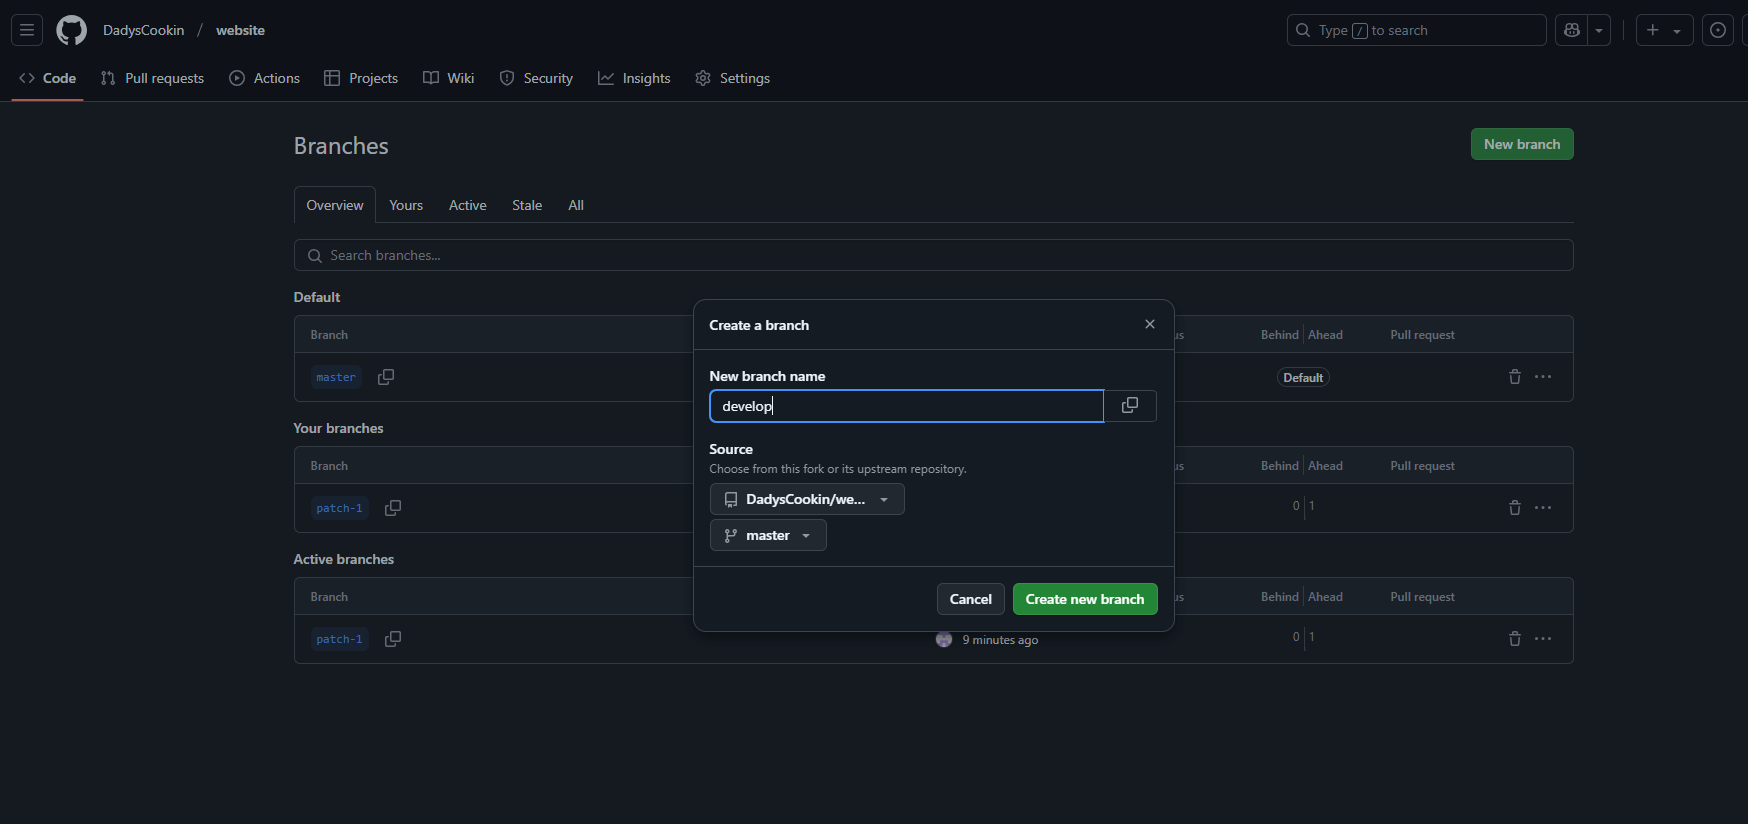 DadysCookin / website
Type / to search
Code Pull requests Actions Projects Wiki Security Insights Settings
Branches
New branch
Overview Yours Active Stale All
Search branches...
Default
Branch
Behind Ahead Pull request
master
Default
Your branches
Branch
Behind Ahead Pull request
patch-1
0 1
Active branches
Branch
Behind Ahead Pull request
patch-1
9 minutes ago
0 1
Create a branch
New branch name
develop
Source
Choose from this fork or its upstream repository.
DadysCookin/we...
master
Cancel Create new branch